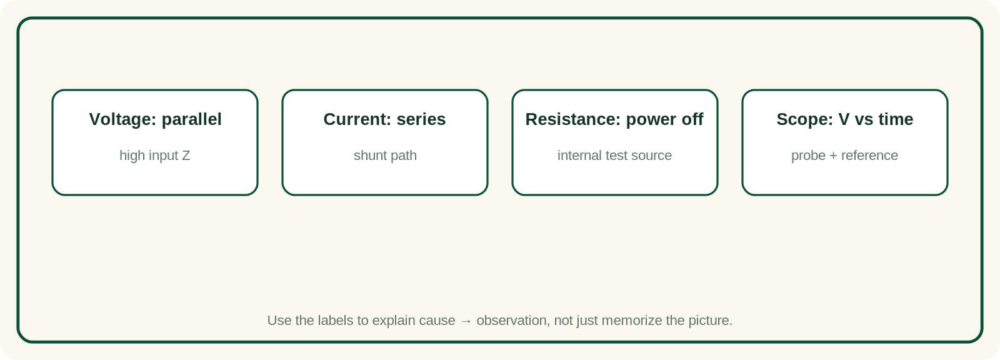 Voltage: parallel
high input Z
Current: series
shunt path
Resistance: power off
internal test source
Scope: V vs time
probe + reference
Use the labels to explain cause → observation, not just memorize the picture.